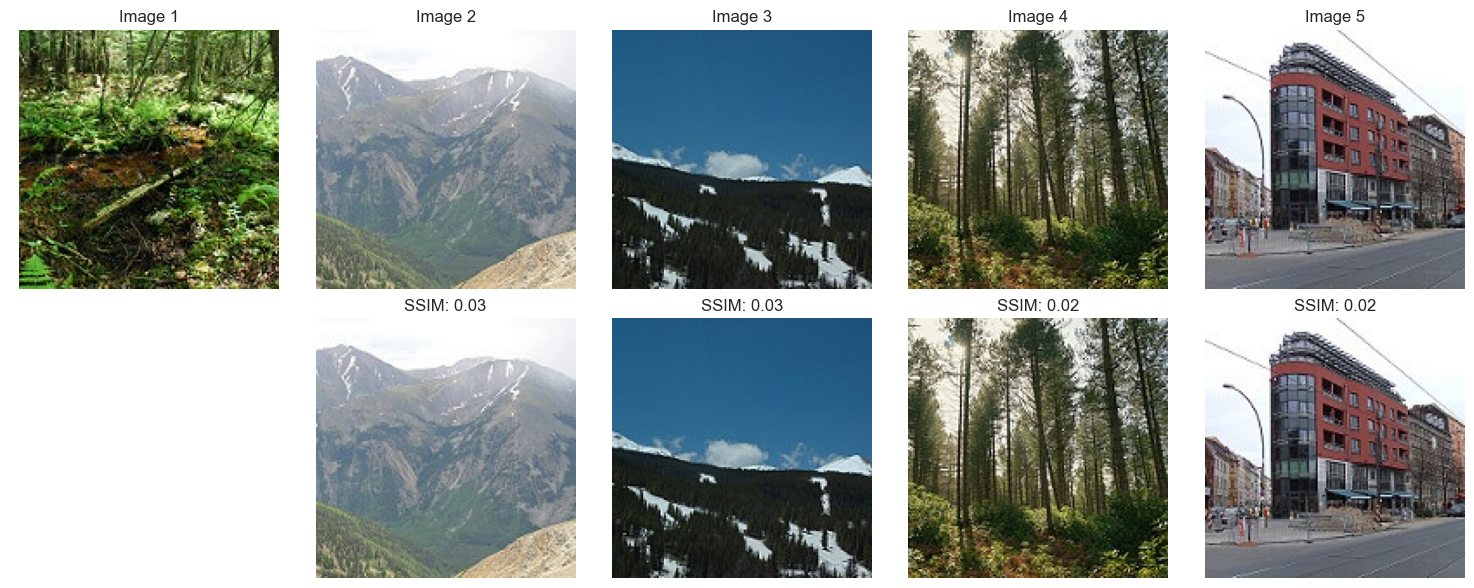 Image 1
Image 2
Image 3
Image 4
Image 5
SSIM: 0.03
SSIM: 0.03
SSIM: 0.02
SSIM: 0.02